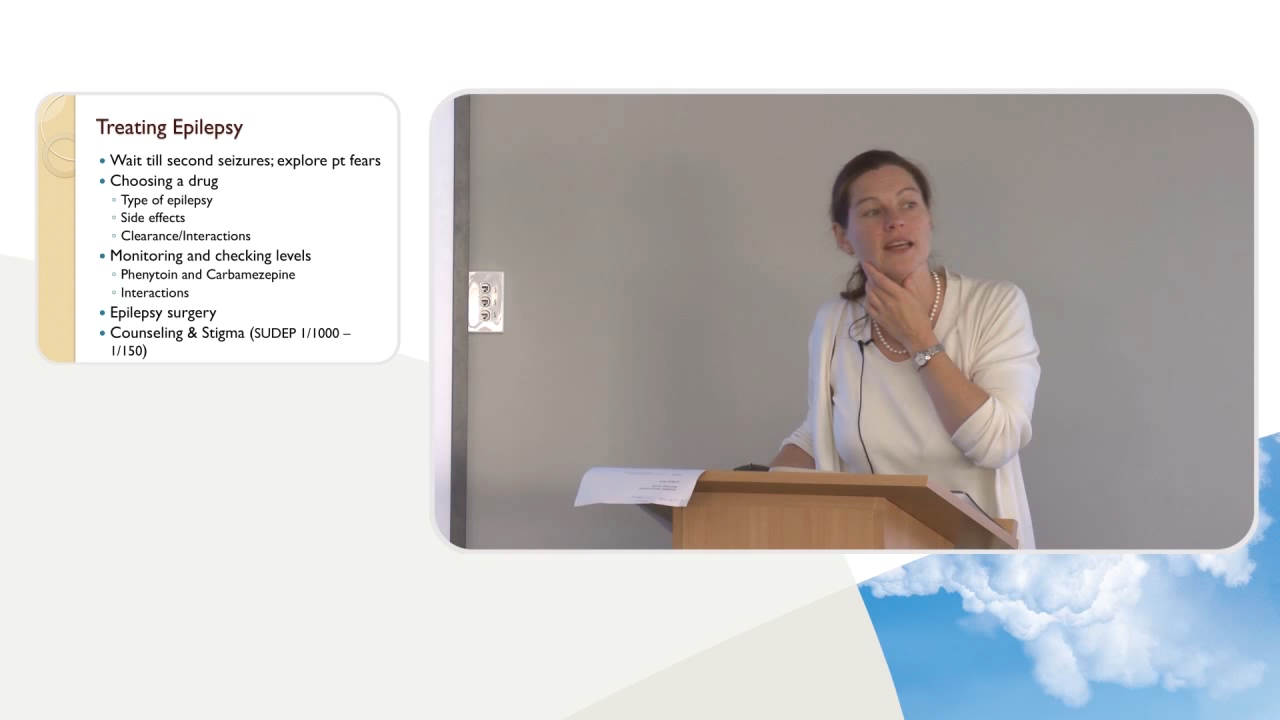 Treating Epilepsy
• Wait till second seizures; explore pt fears
• Choosing a drug
◦ Type of epilepsy
◦ Side effects
◦ Clearance/Interactions
• Monitoring and checking levels
◦ Phenytoin and Carbamezepine
◦ Interactions
• Epilepsy surgery
• Counseling & Stigma (SUDEP 1/1000 –
1/150)